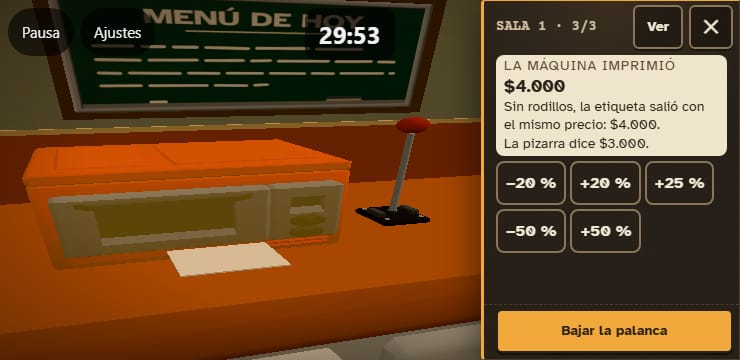 Pausa
Ajustes
MENÚ DE HOY
29:53
SALA 1 · 3/3
Ver
✕
LA MÁQUINA IMPRIMIÓ
$4.000
Sin rodillos, la etiqueta salió con
el mismo precio: $4.000.
La pizarra dice $3.000.
−20 %
+20 %
+25 %
−50 %
+50 %
Bajar la palanca